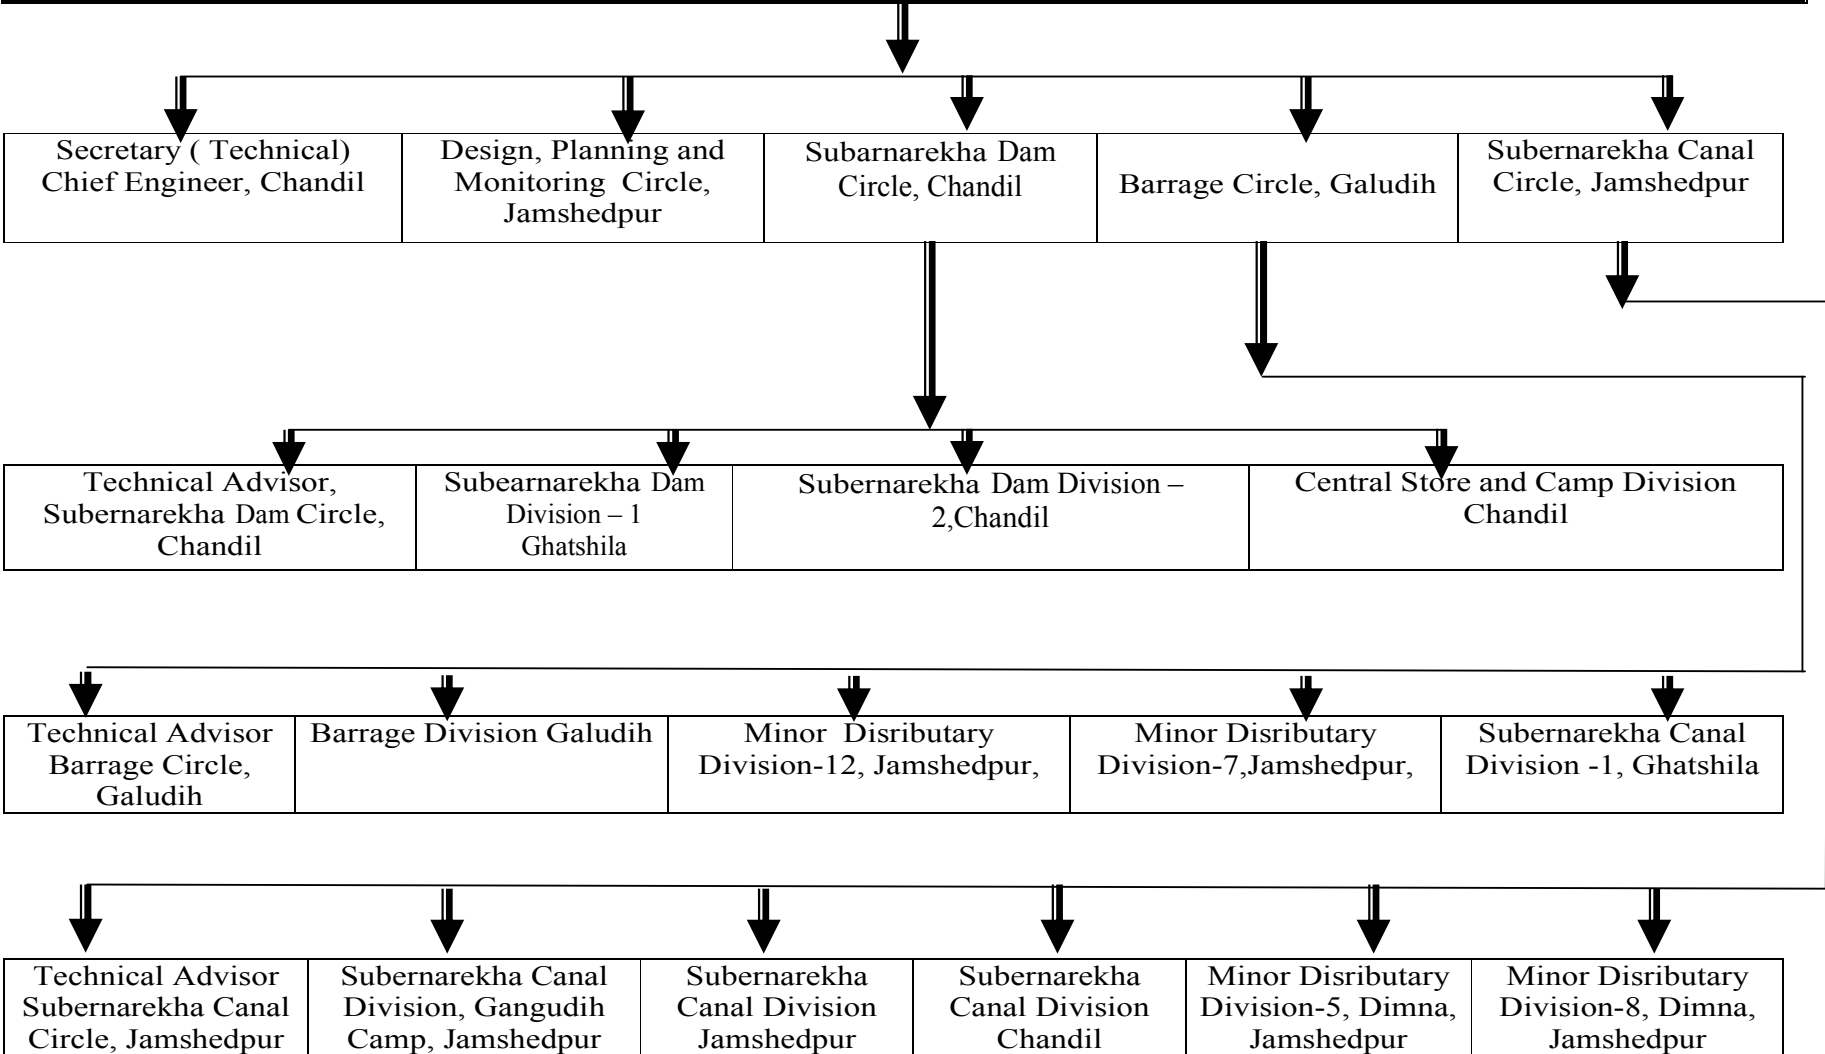 Secretary ( Technical)
Chief Engineer, Chandil
Design, Planning and
Monitoring Circle,
Jamshedpur
Subarnarekha Dam
Circle, Chandil
Barrage Circle, Galudih
Subernarekha Canal
Circle, Jamshedpur
Technical Advisor,
Subernarekha Dam Circle,
Chandil
Subearnarekha Dam
Division – 1
Ghatshila
Subernarekha Dam Division –
2,Chandil
Central Store and Camp Division
Chandil
Technical Advisor
Barrage Circle,
Galudih
Barrage Division Galudih
Minor Disributary
Division-12, Jamshedpur,
Minor Disributary
Division-7,Jamshedpur,
Subernarekha Canal
Division -1, Ghatshila
Technical Advisor
Subernarekha Canal
Circle, Jamshedpur
Subernarekha Canal
Division, Gangudih
Camp, Jamshedpur
Subernarekha
Canal Division
Jamshedpur
Subernarekha
Canal Division
Chandil
Minor Disributary
Division-5, Dimna,
Jamshedpur
Minor Disributary
Division-8, Dimna,
Jamshedpur